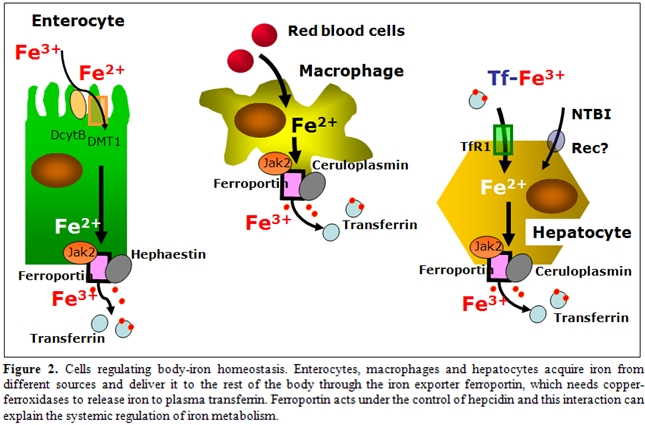 Enterocyte
Fe3+
Fe2+
DcytB
DMT1
Fe2+
Jak2
Hephaestin
Ferroportin
Fe3+
Transferrin
Red blood cells
Macrophage
Fe2+
Jak2
Ceruloplasmin
Ferroportin
Fe3+
Transferrin
Tf-Fe3+
NTBI
TfR1
Rec?
Fe2+
Hepatocyte
Jak2
Ferroportin
Ceruloplasmin
Fe3+
Transferrin
Figure 2. Cells regulating body-iron homeostasis. Enterocytes, macrophages and hepatocytes acquire iron from
different sources and deliver it to the rest of the body through the iron exporter ferroportin, which needs copper-
ferroxidases to release iron to plasma transferrin. Ferroportin acts under the control of hepcidin and this interaction can
explain the systemic regulation of iron metabolism.